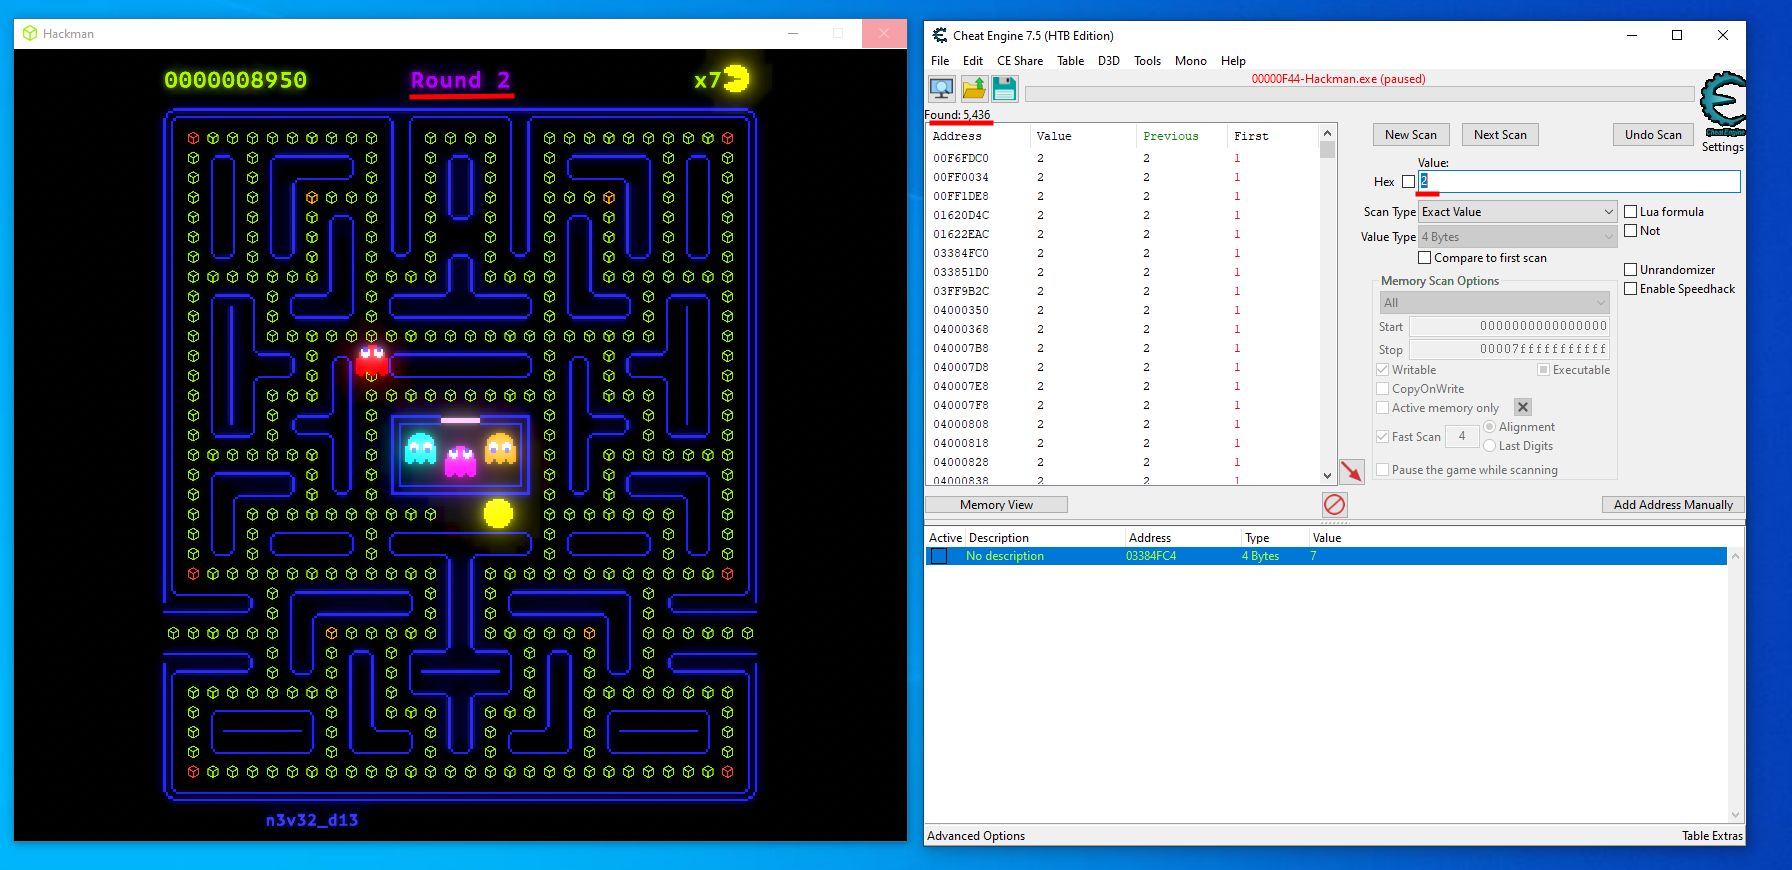 Hackman
0000008950
Round 2
x7
n3v32_d13
Cheat Engine 7.5 (HTB Edition)
File Edit CE Share Table D3D Tools Mono Help
00000F44-Hackman.exe (paused)
Found: 5,436
Address Value Previous First
00F6FDC0 2 2 1
00FF0034 2 2 1
00FF1DE8 2 2 1
01620D4C 2 2 1
01622EAC 2 2 1
03384FC0 2 2 1
033851D0 2 2 1
03FF9B2C 2 2 1
04000350 2 2 1
04000368 2 2 1
040007B8 2 2 1
040007D8 2 2 1
040007E8 2 2 1
040007F8 2 2 1
04000808 2 2 1
04000818 2 2 1
04000828 2 2 1
04000838 2 2 1
New Scan Next Scan Undo Scan
Cheat Engine
Settings
Value:
Hex 2
Scan Type Exact Value
Lua formula
Not
Value Type 4 Bytes
Compare to first scan
Unrandomizer
Enable Speedhack
Memory Scan Options
All
Start 0000000000000000
Stop 00007fffffffffff
Writable Executable
CopyOnWrite
Active memory only
Fast Scan 4 Alignment
Last Digits
Pause the game while scanning
Memory View Add Address Manually
Active Description Address Type Value
No description 03384FC4 4 Bytes 7
Advanced Options Table Extras